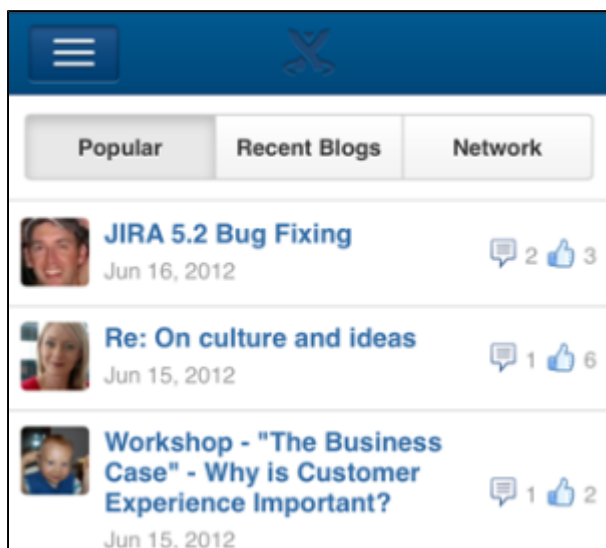 Popular Recent Blogs Network
JIRA 5.2 Bug Fixing
Jun 16, 2012
2 3
Re: On culture and ideas
Jun 15, 2012
1 6
Workshop - "The Business
Case" - Why is Customer
Experience Important?
1 2
Jun 15, 2012